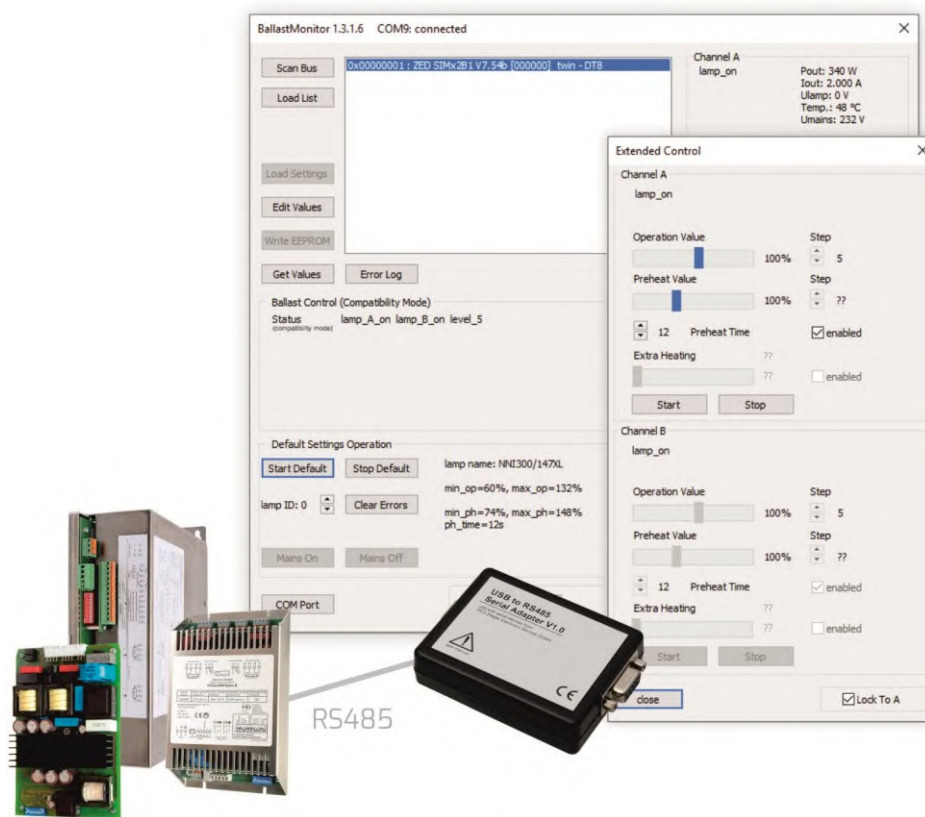 BallastMonitor 1.3.1.6 COM9: connected
Scan Bus
Load List
Load Settings
Edit Values
Write EEPROM
Get Values
Error Log
0x00000001 : ZED SIMx2B1 V7.54b [000000] twin - DT8
Channel A
lamp_on
Pout: 340 W
Iout: 2.000 A
Ulamp: 0 V
Temp.: 48 °C
Umains: 232 V
Ballast Control (Compatibility Mode)
Status lamp_A_on lamp_B_on level_5
(compatibility mode)
Default Settings Operation
Start Default
Stop Default
lamp name: NNI300/147XL
min_op=60%, max_op=132%
lamp ID: 0
Clear Errors
min_ph=74%, max_ph=148%
ph_time=12s
Mains On
Mains Off
COM Port
Extended Control
Channel A
lamp_on
Operation Value
Step
100%
5
Preheat Value
Step
100%
??
12 Preheat Time
enabled
Extra Heating
??
??
enabled
Start
Stop
Channel B
lamp_on
Operation Value
Step
100%
5
Preheat Value
Step
100%
??
12 Preheat Time
enabled
Extra Heating
??
??
enabled
Start
Stop
close
Lock To A
USB to RS485
Serial Adapter V1.0
CE
RS485